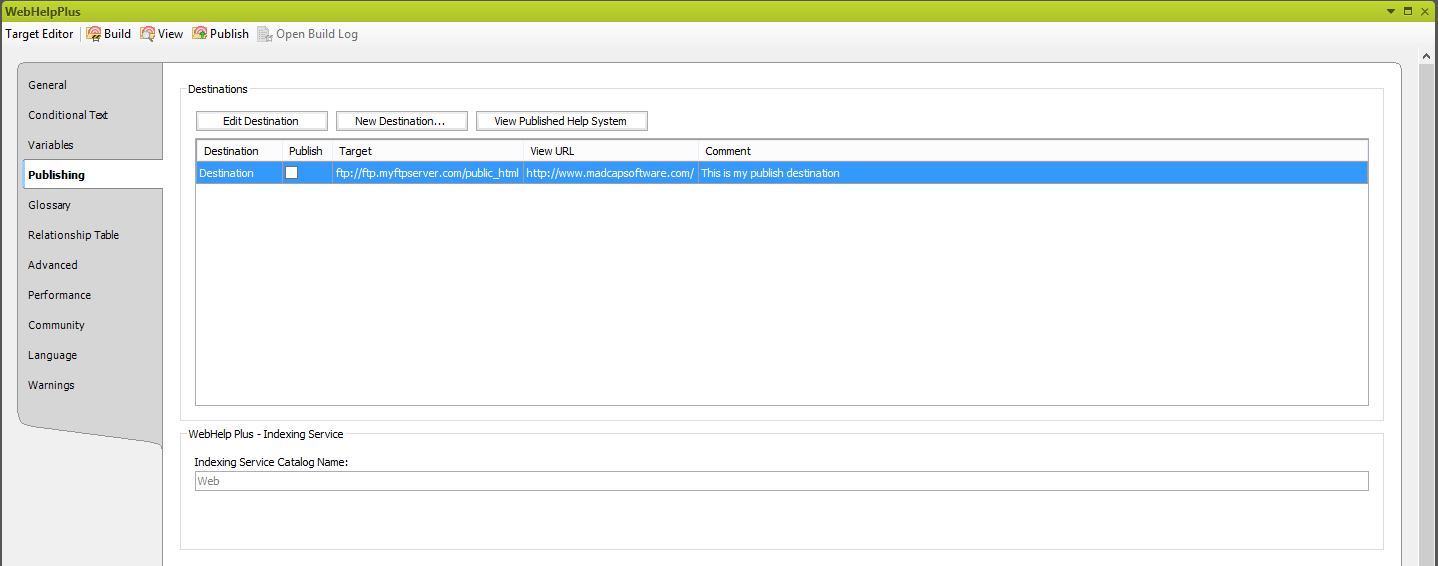 WebHelpPlus
Target Editor Build View Publish Open Build Log
General
Conditional Text
Variables
Publishing
Glossary
Relationship Table
Advanced
Performance
Community
Language
Warnings
Destinations
Edit Destination New Destination... View Published Help System
Destination Publish Target View URL Comment
Destination ftp://ftp.myftpserver.com/public_html http://www.madcapsoftware.com/ This is my publish destination
WebHelp Plus - Indexing Service
Indexing Service Catalog Name:
Web